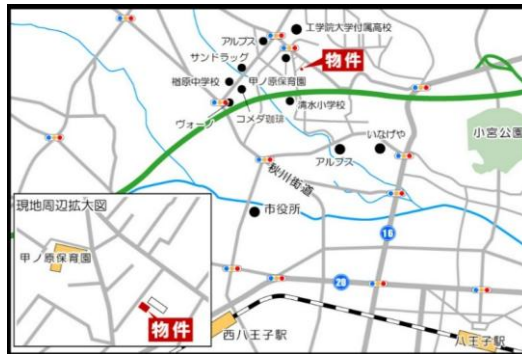 工学院大学付属高校
アルプス
サンドラッグ
物件
楢原中学校
甲ノ原保育園
清水小学校
ヴェーノ
コメダ珈琲
いなげや
アルプス
小宮公園
秋川街道
市役所
現地周辺拡大図
甲ノ原保育園
16
20
物件
西八王子駅
八王子駅